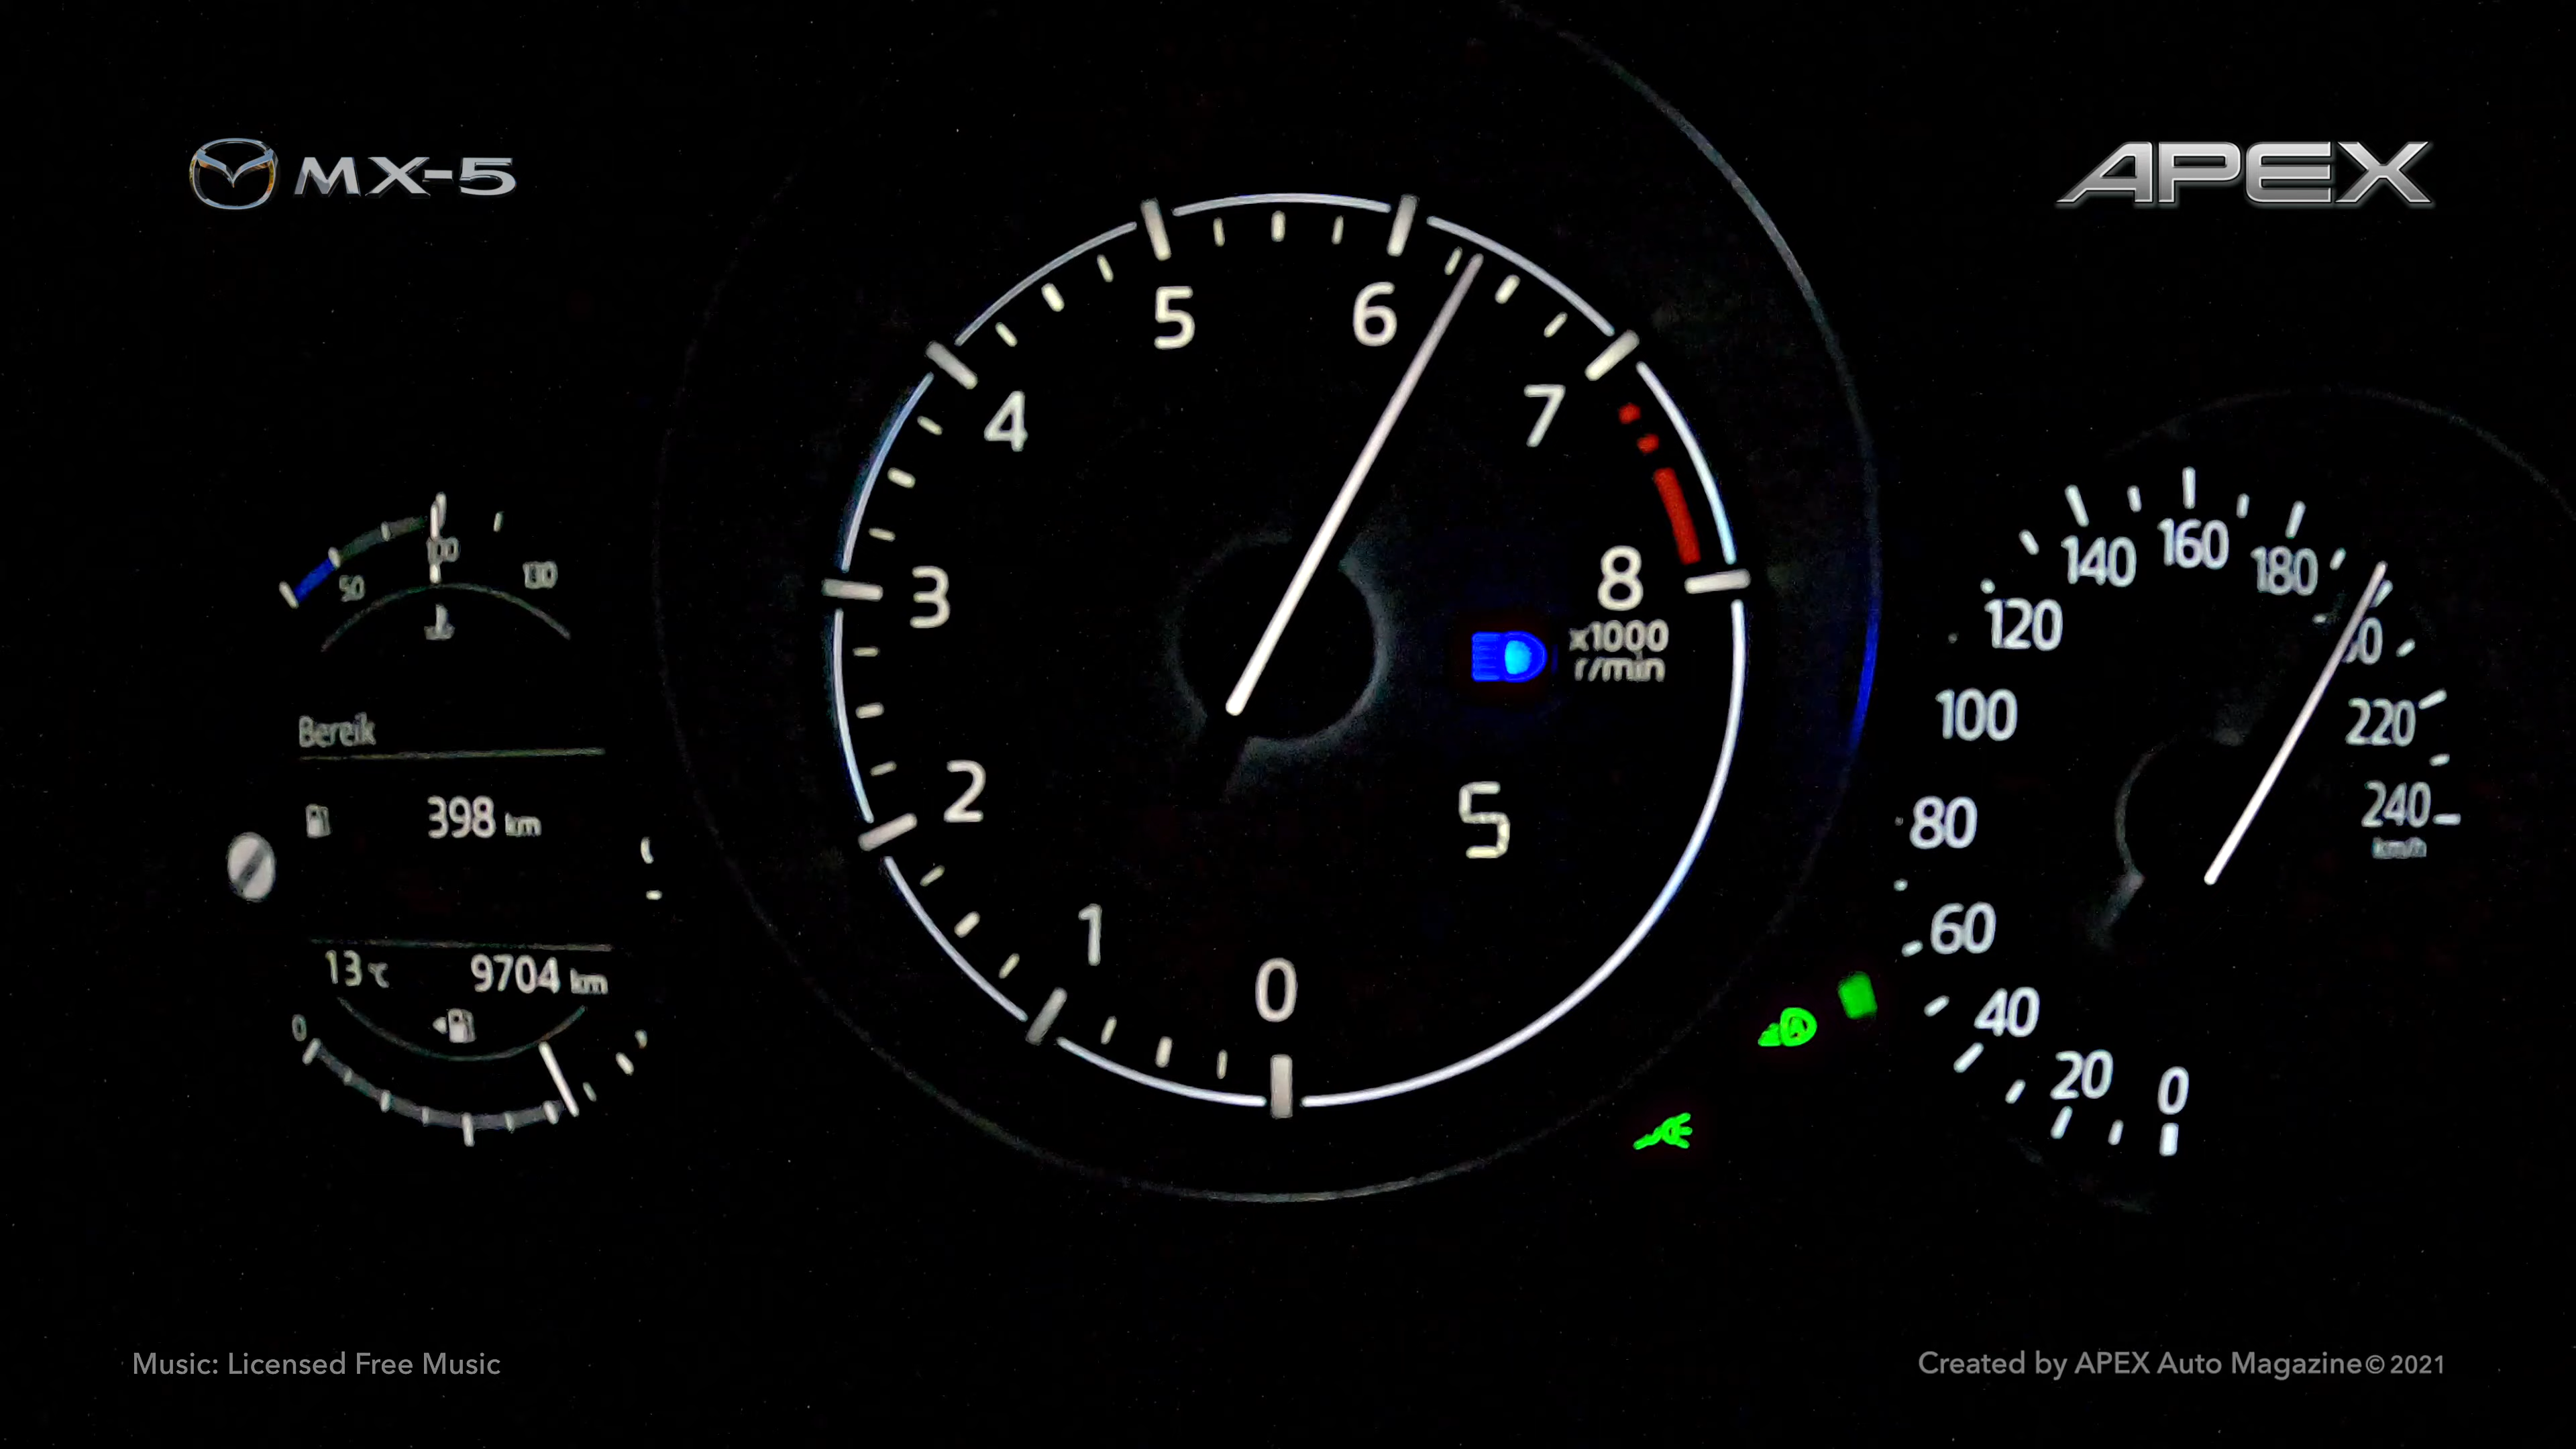 MX-5
APEX
50
100
130
Bereik
398 km
13 °C
9704 km
0
0
1
2
3
4
5
6
7
8
x1000
r/min
5
0
20
40
60
80
100
120
140
160
180
220
240
km/h
Music: Licensed Free Music
Created by APEX Auto Magazine© 2021